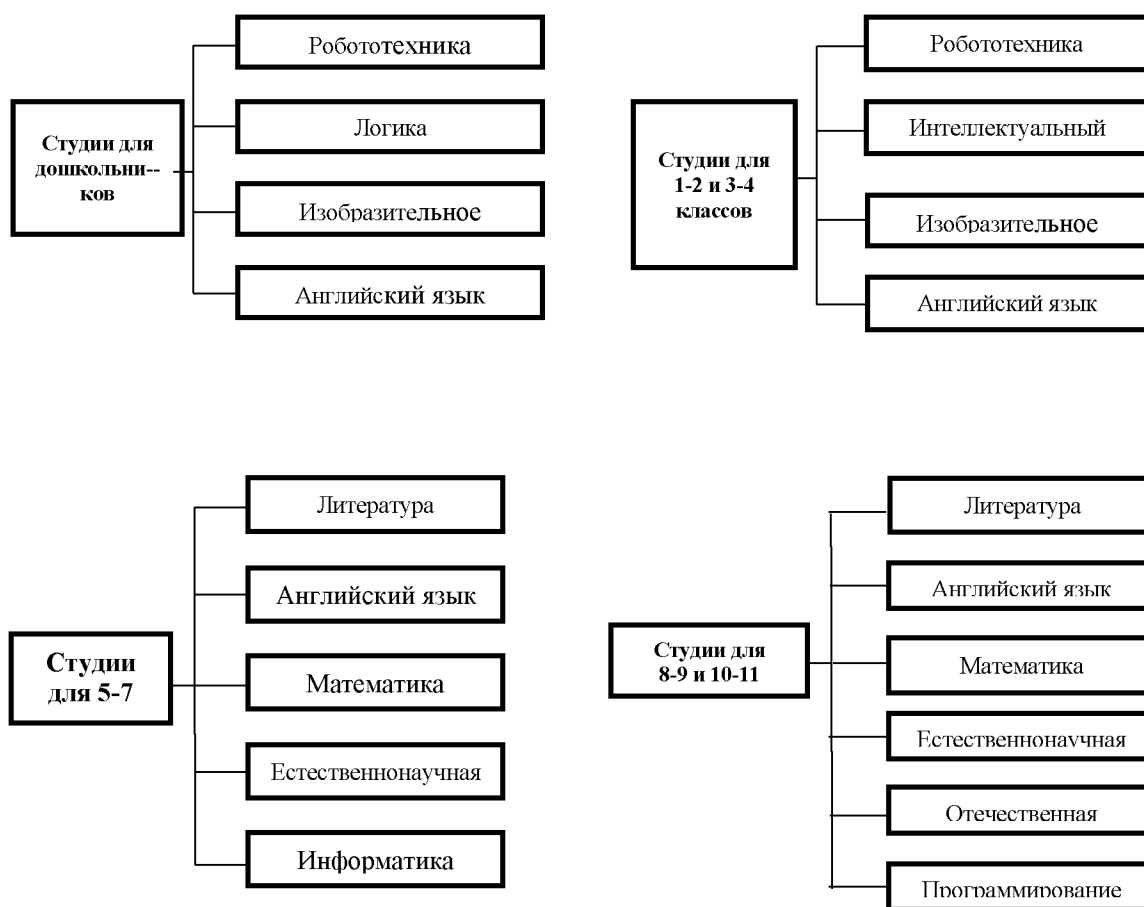 Студии для
дошкольни--
ков
Робототехника
Логика
Изобразительное
Английский язык
Студии для
1-2 и 3-4
классов
Робототехника
Интеллектуальный
Изобразительное
Английский язык
Студии
для 5-7
Литература
Английский язык
Математика
Естественнонаучная
Информатика
Студии для
8-9 и 10-11
Литература
Английский язык
Математика
Естественнонаучная
Отечественная
Программирование